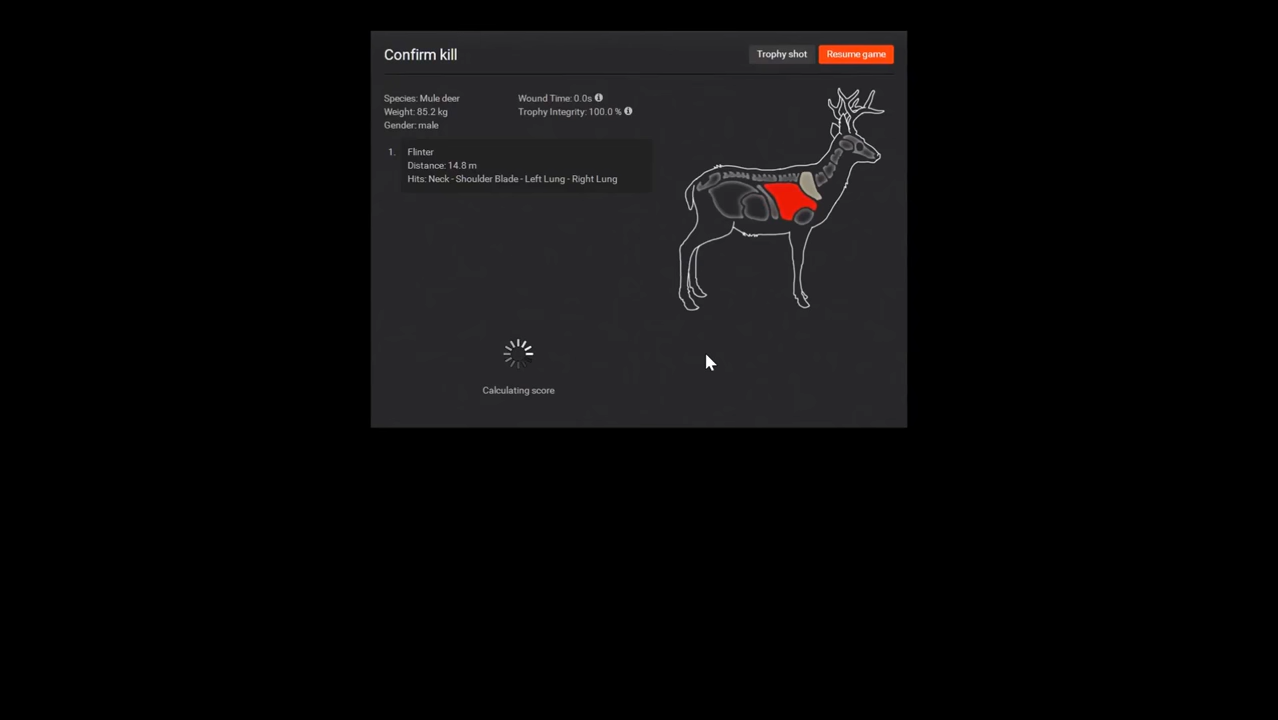 Confirm kill
Trophy shot
Resume game
Species: Mule deer
Weight: 85.2 kg
Gender: male
Wound Time: 0.0s
Trophy Integrity: 100.0 %
1.
Flinter
Distance: 14.8 m
Hits: Neck - Shoulder Blade - Left Lung - Right Lung
Calculating score